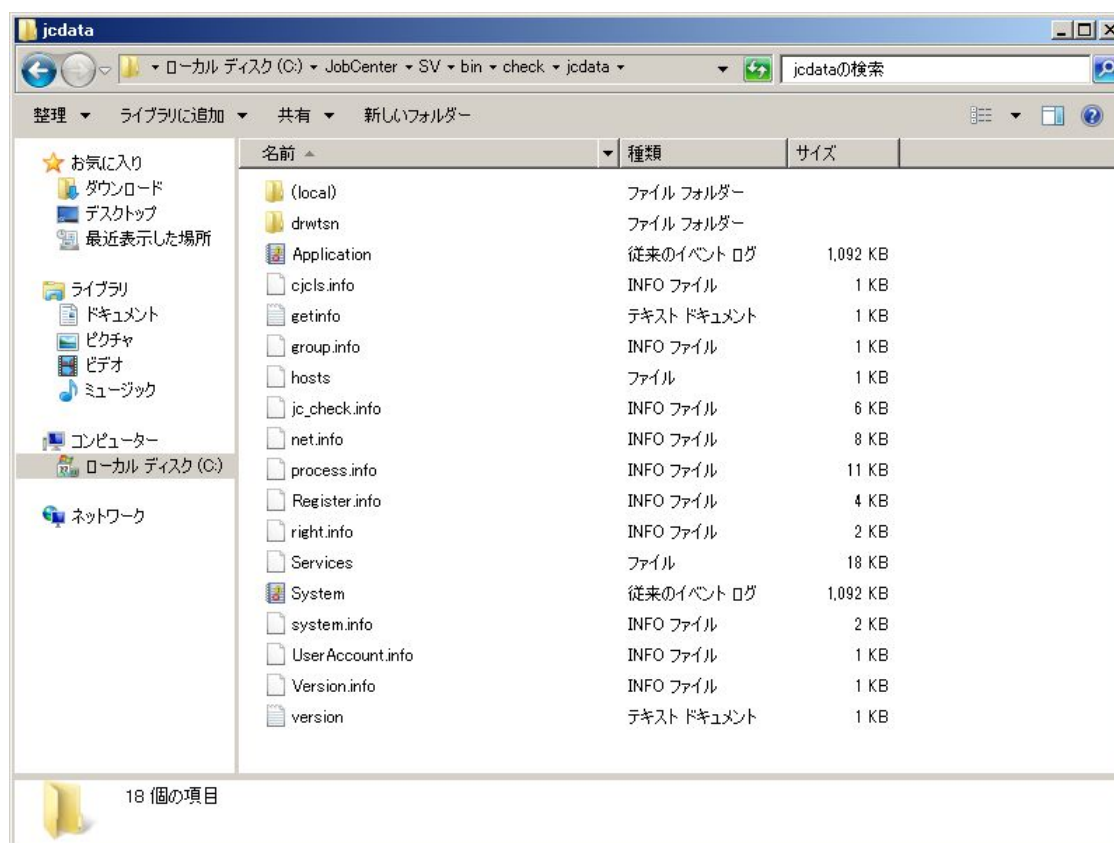 jcdata
ローカル ディスク (C:) JobCenter SV bin check jcdata jcdataの検索
整理 ライブラリに追加 共有 新しいフォルダー
お気に入り
ダウンロード
デスクトップ
最近表示した場所
ライブラリ
ドキュメント
ピクチャ
ビデオ
ミュージック
コンピューター
ローカル ディスク (C:)
ネットワーク
名前 種類 サイズ
(local) ファイル フォルダー
drwtsn ファイル フォルダー
Application 従来のイベント ログ 1,092 KB
cjcls.info INFO ファイル 1 KB
getinfo テキスト ドキュメント 1 KB
group.info INFO ファイル 1 KB
hosts ファイル 1 KB
jc_check.info INFO ファイル 6 KB
net.info INFO ファイル 8 KB
process.info INFO ファイル 11 KB
Register.info INFO ファイル 4 KB
right.info INFO ファイル 2 KB
Services ファイル 18 KB
System 従来のイベント ログ 1,092 KB
system.info INFO ファイル 2 KB
UserAccount.info INFO ファイル 1 KB
Version.info INFO ファイル 1 KB
version テキスト ドキュメント 1 KB
18 個の項目